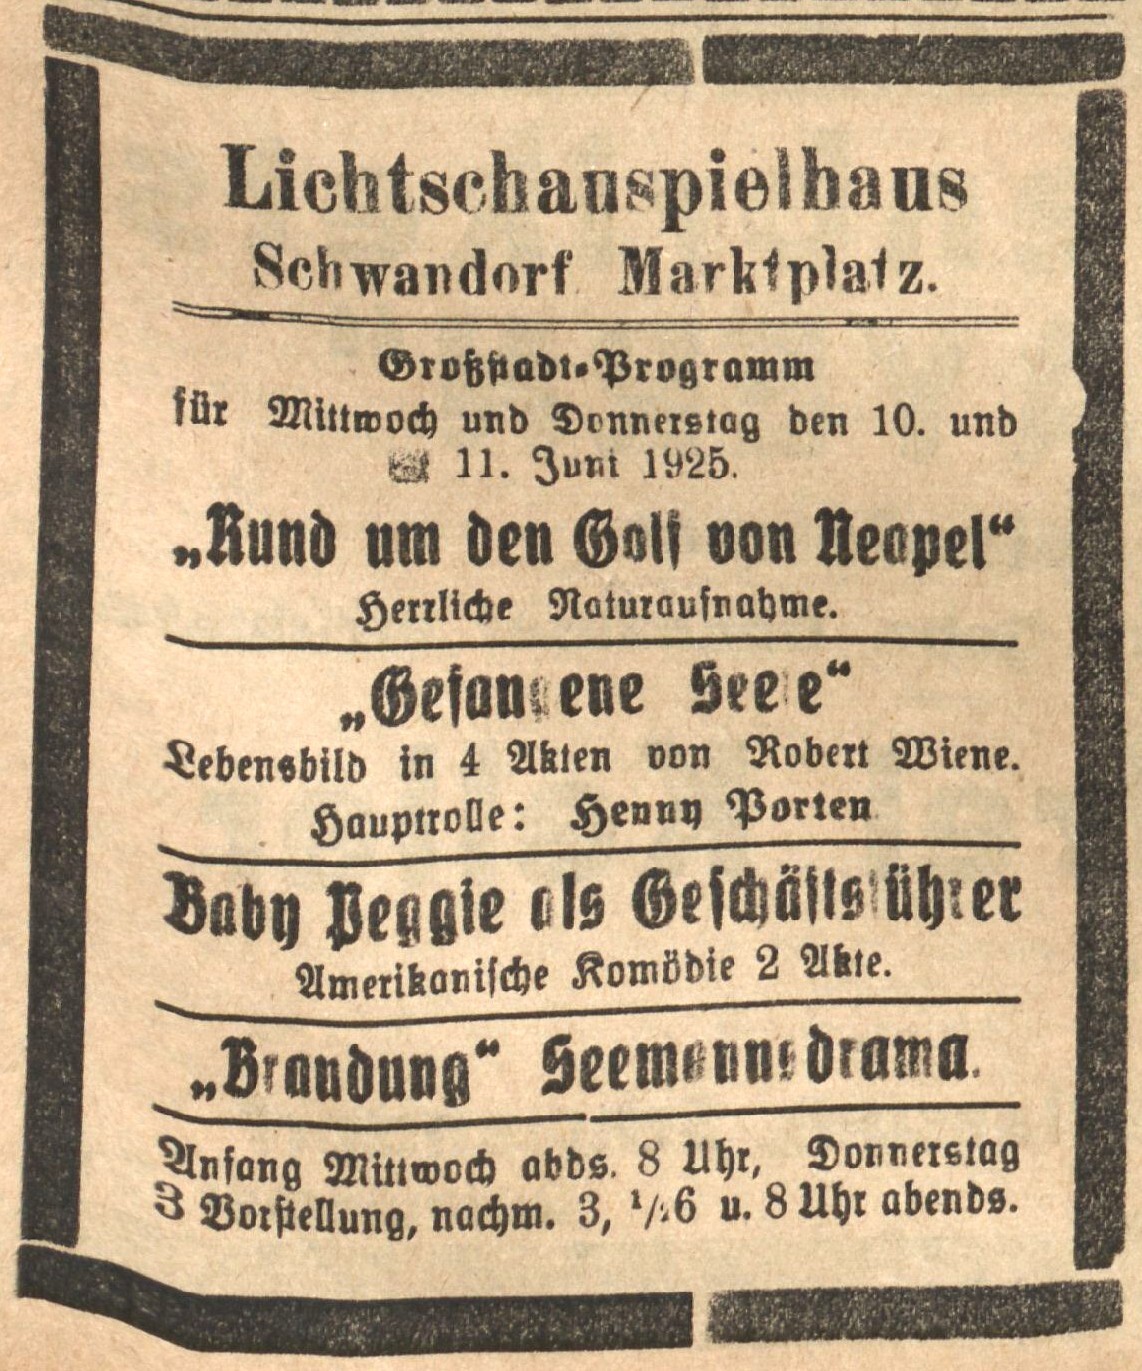 Lichtschauspielhaus
Schwandorf Marktplatz.
Großstadt-Programm
für Mittwoch und Donnerstag den 10. und
11. Juni 1925.
„Rund um den Golf von Neapel“
Herrliche Naturaufnahme.
„Gefangene Seele“
Lebensbild in 4 Akten von Robert Wiene.
Hauptrolle: Henny Porten
Baby Peggie als Geschäftsführer
Amerikanische Komödie 2 Akte.
„Brandung“ Seemannsdrama.
Anfang Mittwoch abds. 8 Uhr, Donnerstag
3 Vorstellung, nachm. 3, ½6 u. 8 Uhr abends.